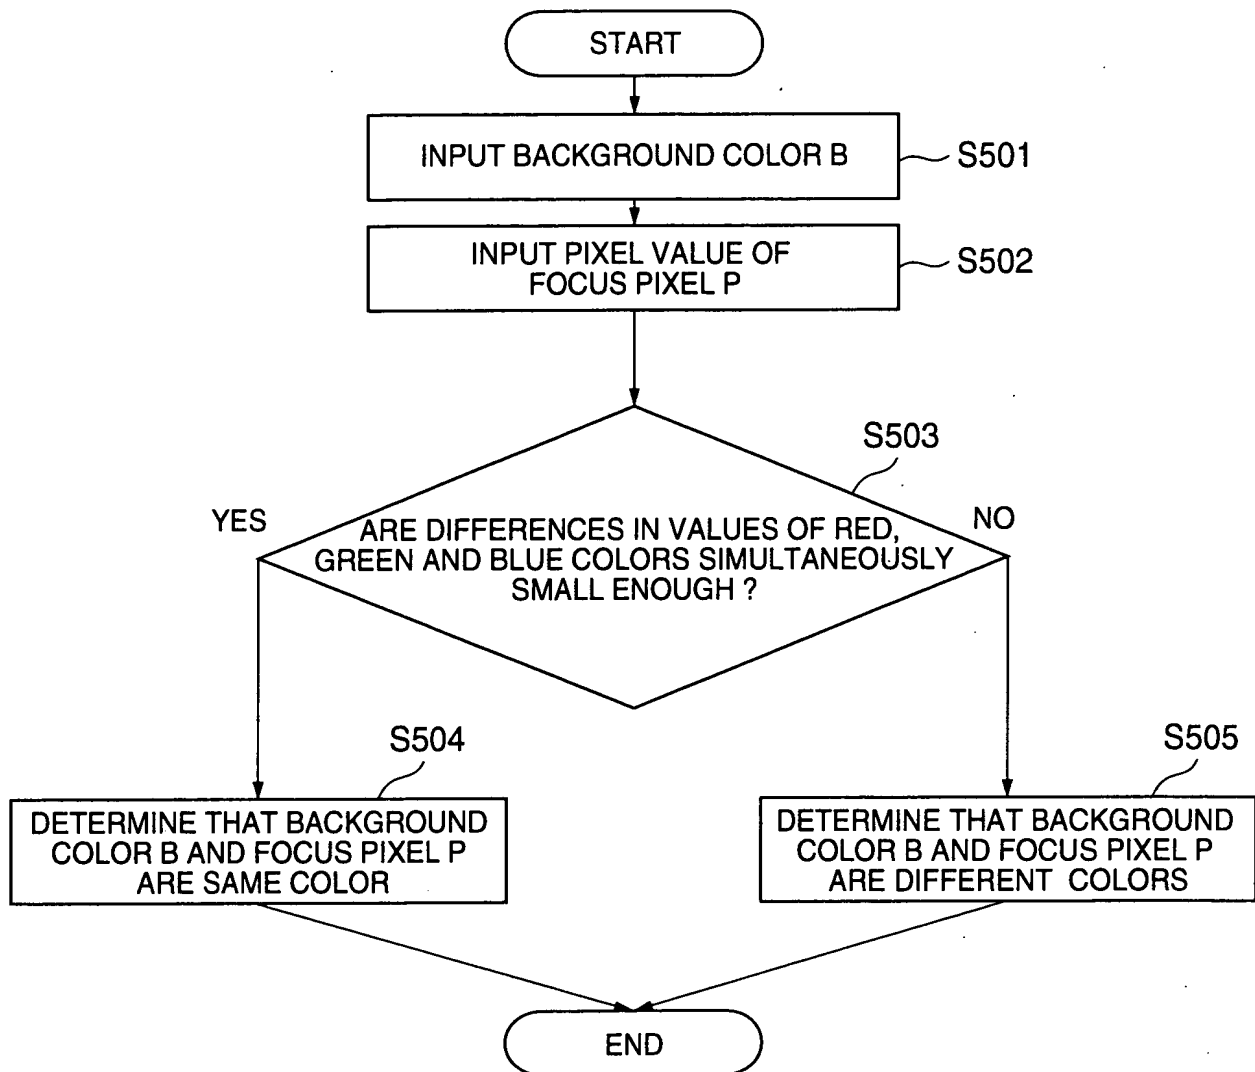 START
INPUT BACKGROUND COLOR B
S501
INPUT PIXEL VALUE OF
FOCUS PIXEL P
S502
S503
YES
NO
ARE DIFFERENCES IN VALUES OF RED,
GREEN AND BLUE COLORS SIMULTANEOUSLY
SMALL ENOUGH ?
S504
S505
DETERMINE THAT BACKGROUND
COLOR B AND FOCUS PIXEL P
ARE SAME COLOR
DETERMINE THAT BACKGROUND
COLOR B AND FOCUS PIXEL P
ARE DIFFERENT COLORS
END